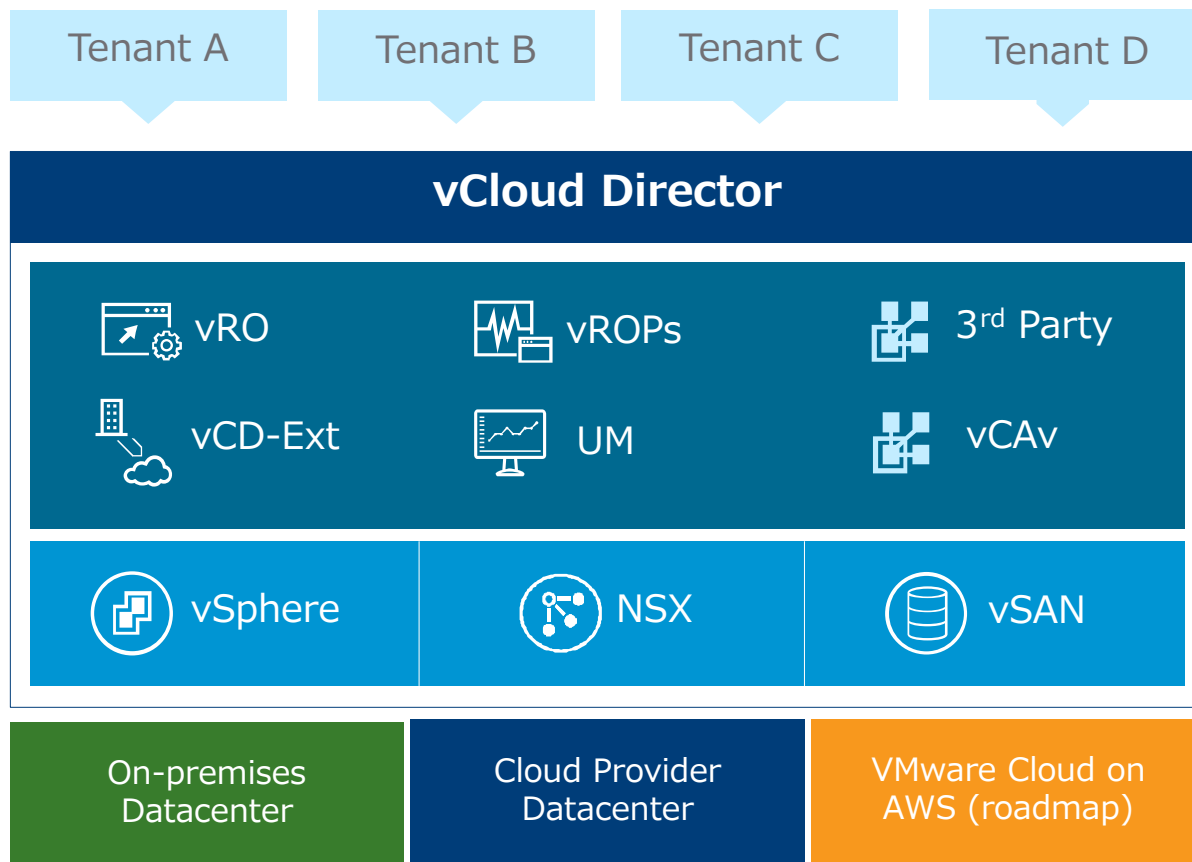 Tenant A
Tenant B
Tenant C
Tenant D
vCloud Director
vRO
vROPs
3rd Party
vCD-Ext
UM
vCAv
vSphere
NSX
vSAN
On-premises
Datacenter
Cloud Provider
Datacenter
VMware Cloud on
AWS (roadmap)